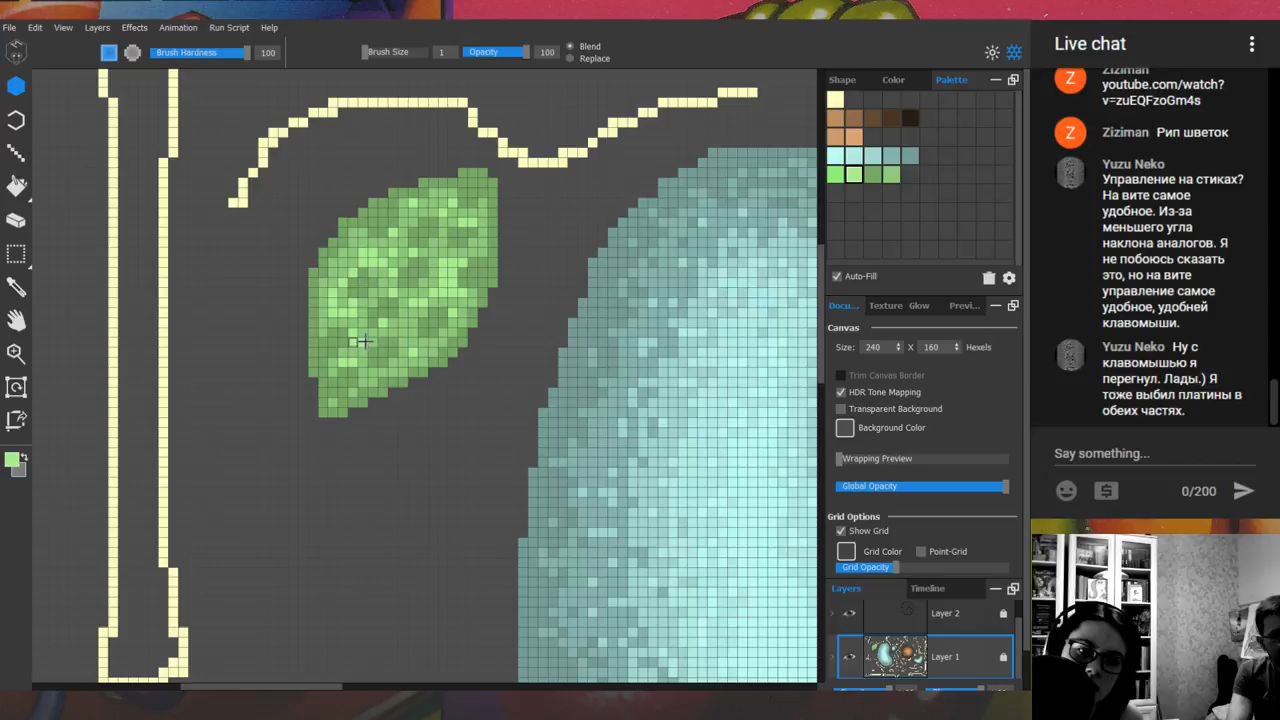 File Edit View Layers Effects Animation Run Script Help
Brush Hardness 100 Brush Size 1 Opacity 100 Blend
Replace
Shape Color Palette
Auto-Fill
Docu... Texture Glow Previ...
Canvas
Size: 240 X 160 Hexels
Trim Canvas Border
HDR Tone Mapping
Transparent Background
Background Color
Wrapping Preview
Global Opacity
Grid Options
Show Grid
Grid Color Point-Grid
Grid Opacity
Layers Timeline
Layer 2
Layer 1
Live chat
Z Ziziman
youtube.com/watch?
v=zuEQFzoGm4s
Z Ziziman Рип шветок
Yuzu Neko
Управление на стиках?
На вите самое
удобное. Из-за
меньшего угла
наклона аналогов. Я
не побоюсь сказать
это, но на вите
управление самое
удобное, удобней
клавомыши.
Yuzu Neko Ну с
клавомышью я
перегнул. Лады.) Я
тоже выбил платины в
обеих частях.
Say something...
0/200